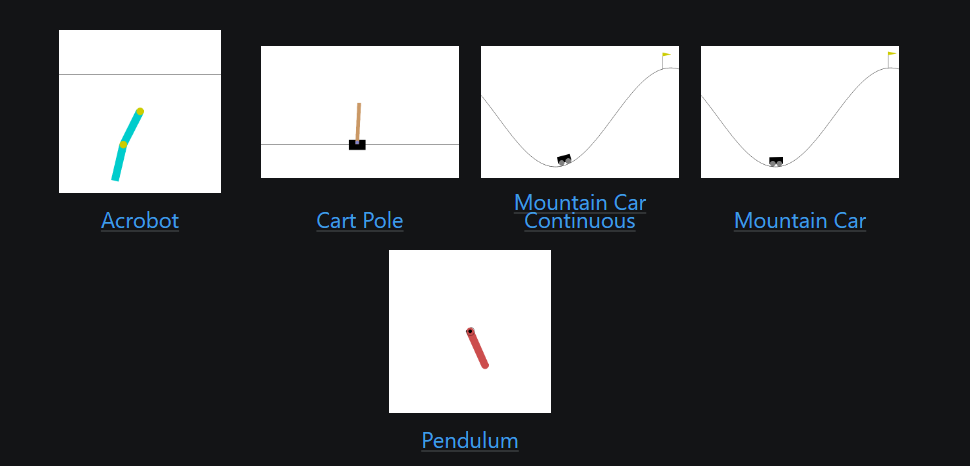 Acrobot
Cart Pole
Mountain Car
Continuous
Mountain Car
Pendulum